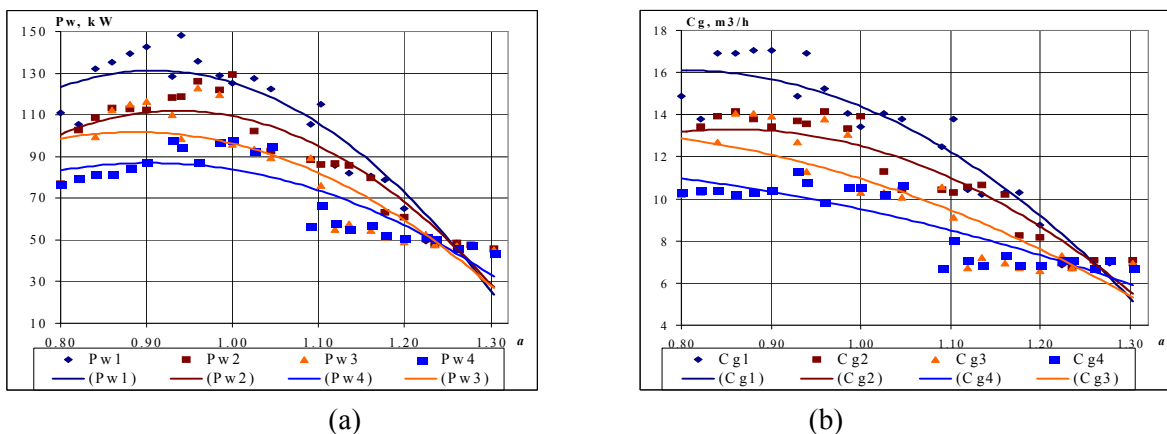 Pw, kW
150
130
110
90
70
50
30
10
0.80 0.90 1.00 1.10 1.20 1.30 a
Pw1 Pw2 Pw3 Pw4
(Pw1) (Pw2) (Pw4) (Pw3)
(a)
Cg, m3/h
18
16
14
12
10
8
6
4
0.80 0.90 1.00 1.10 1.20 1.30 a
Cg1 Cg2 Cg3 Cg4
(Cg1) (Cg2) (Cg4) (Cg3)
(b)